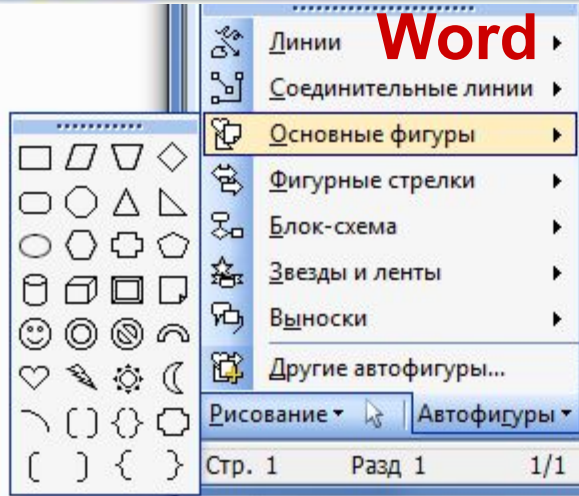 Word
Линии
Соединительные линии
Основные фигуры
Фигурные стрелки
Блок-схема
Звезды и ленты
Выноски
Другие автофигуры...
Рисование Автофигуры
Стр. 1 Разд 1 1/1